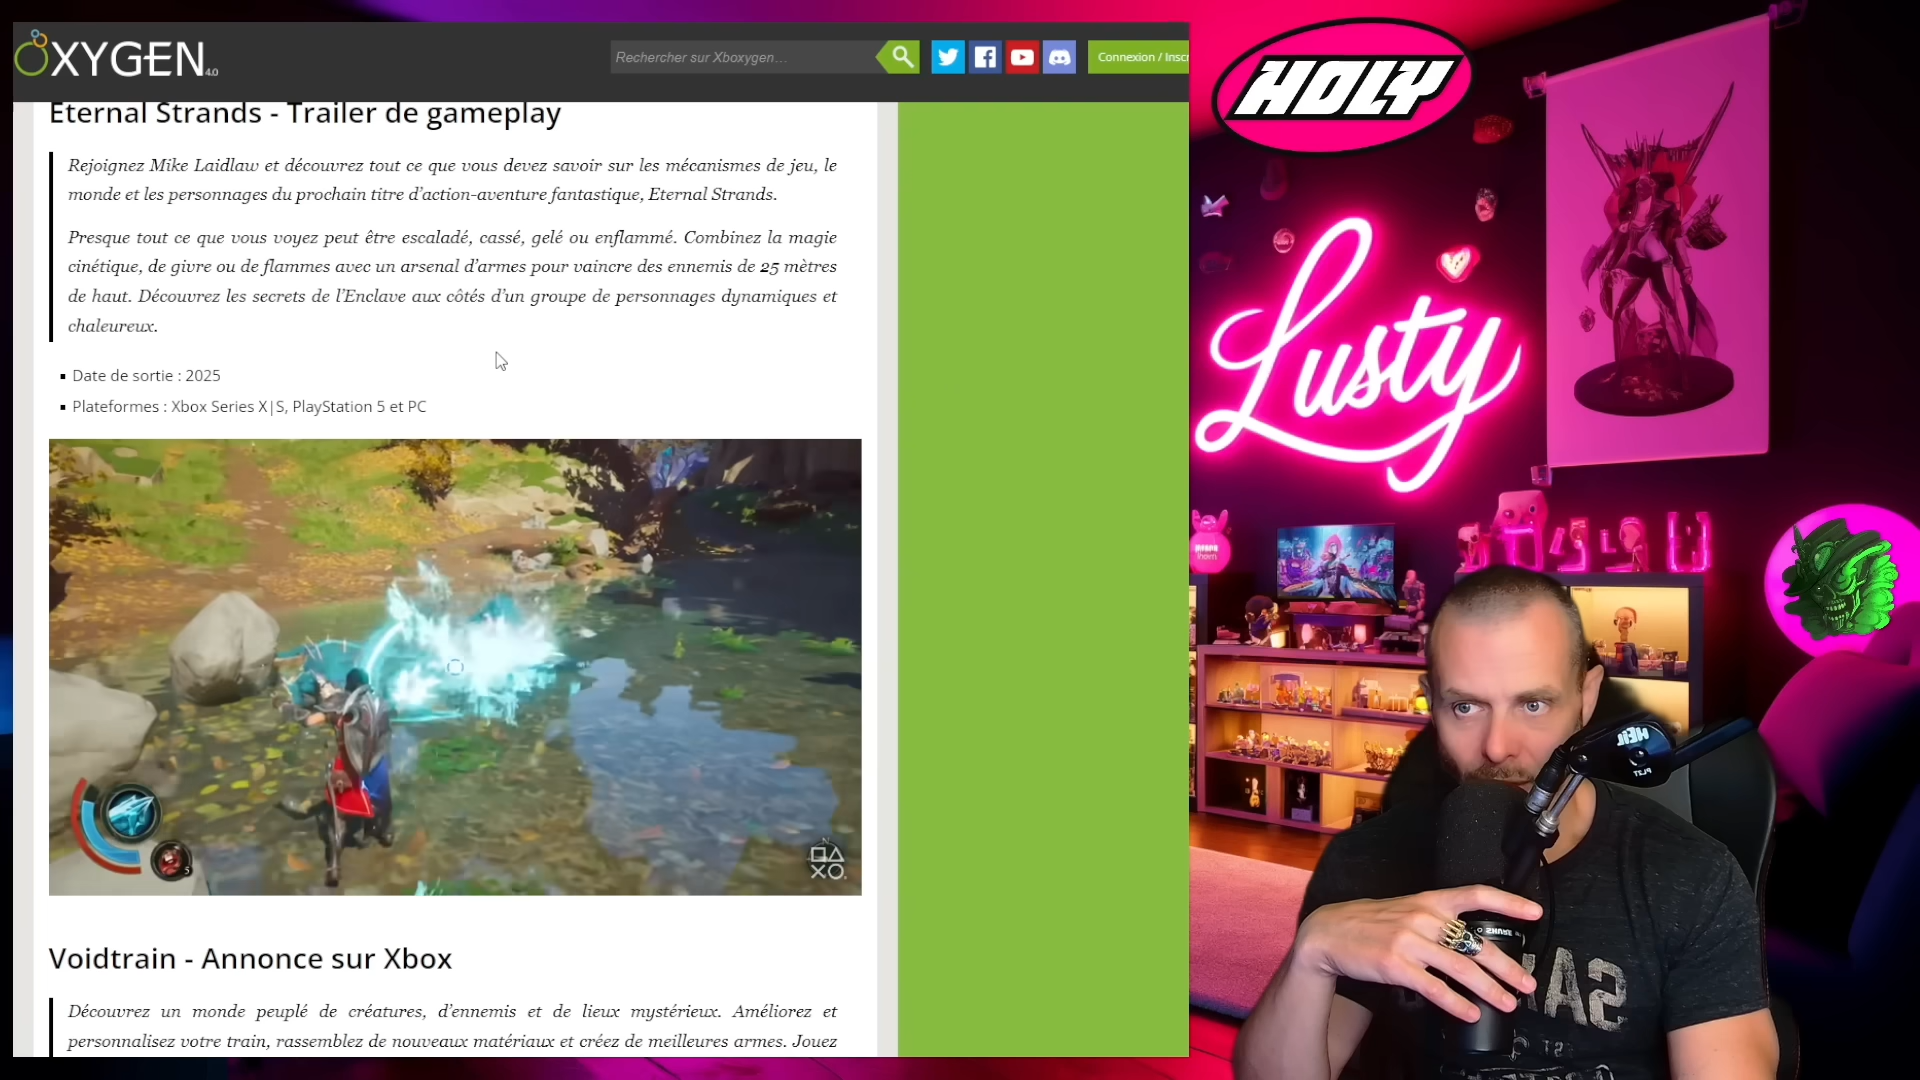 XYGEN 4.0
Rechercher sur Xboxygen...
Connexion / Inscr
Eternal Strands - Trailer de gameplay
Rejoignez Mike Laidlaw et découvrez tout ce que vous devez savoir sur les mécanismes de jeu, le
monde et les personnages du prochain titre d'action-aventure fantastique, Eternal Strands.
Presque tout ce que vous voyez peut être escaladé, cassé, gelé ou enflammé. Combinez la magie
cinétique, de givre ou de flammes avec un arsenal d'armes pour vaincre des ennemis de 25 mètres
de haut. Découvrez les secrets de l'Enclave aux côtés d'un groupe de personnages dynamiques et
chaleureux.
Date de sortie : 2025
Plateformes : Xbox Series X|S, PlayStation 5 et PC
5
Voidtrain - Annonce sur Xbox
Découvrez un monde peuplé de créatures, d'ennemis et de lieux mystérieux. Améliorez et
personnalisez votre train, rassemblez de nouveaux matériaux et créez de meilleures armes. Jouez
HOLY
Lusty
HEIL
SHURE